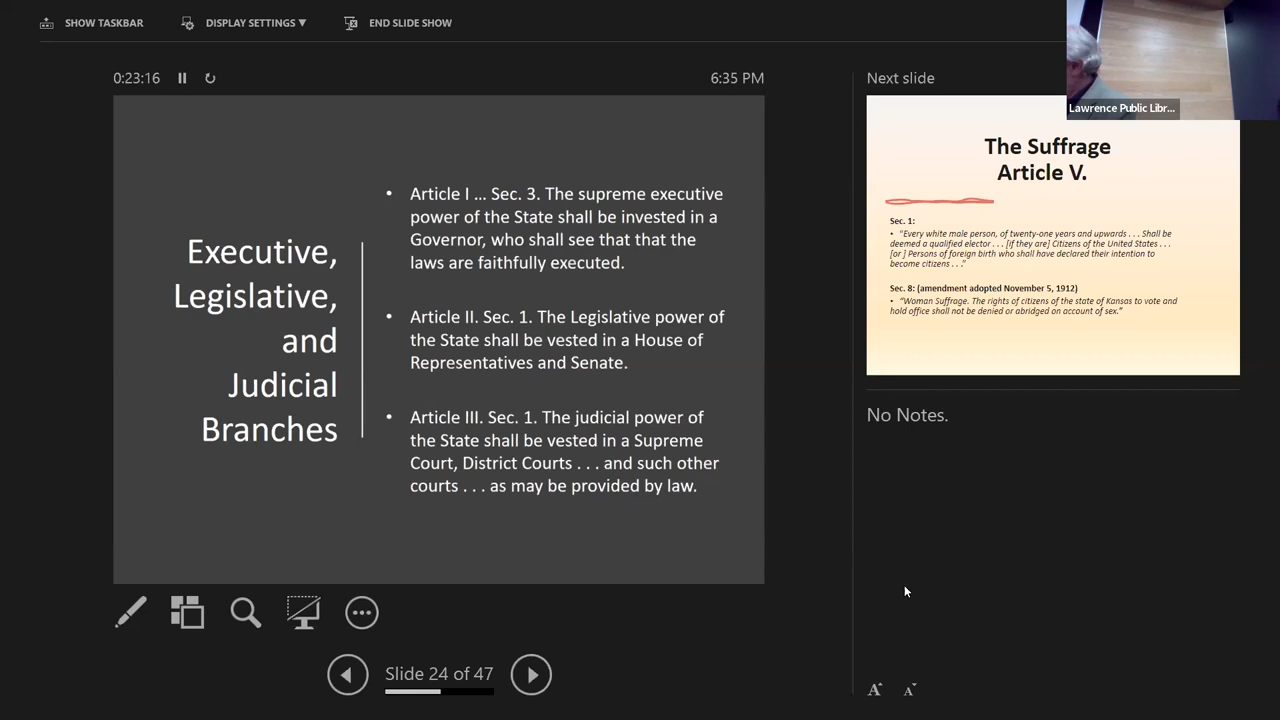 SHOW TASKBAR
DISPLAY SETTINGS ▼
END SLIDE SHOW
0:23:16
6:35 PM
Executive,
Legislative,
and
Judicial
Branches
• Article I ... Sec. 3. The supreme executive
power of the State shall be invested in a
Governor, who shall see that that the
laws are faithfully executed.
• Article II. Sec. 1. The Legislative power of
the State shall be vested in a House of
Representatives and Senate.
• Article III. Sec. 1. The judicial power of
the State shall be vested in a Supreme
Court, District Courts . . . and such other
courts . . . as may be provided by law.
Slide 24 of 47
Next slide
Lawrence Public Libr...
The Suffrage
Article V.
Sec. 1:
• “Every white male person, of twenty-one years and upwards . . . Shall be
deemed a qualified elector . . . [if they are] Citizens of the United States . . .
[or ] Persons of foreign birth who shall have declared their intention to
become citizens . . .”
Sec. 8: (amendment adopted November 5, 1912)
• “Woman Suffrage. The rights of citizens of the state of Kansas to vote and
hold office shall not be denied or abridged on account of sex.”
No Notes.
A A